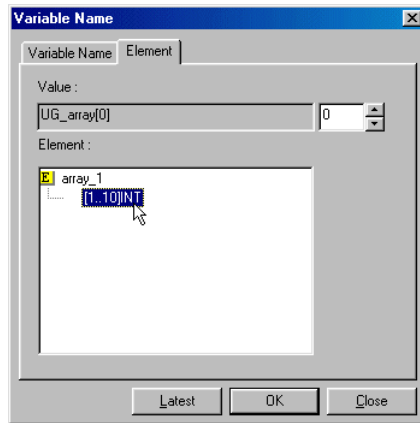 Variable Name
Variable Name Element
Value :
UG_array[0] 0
Element :
E array_1
[1..10]INT
Latest OK Close